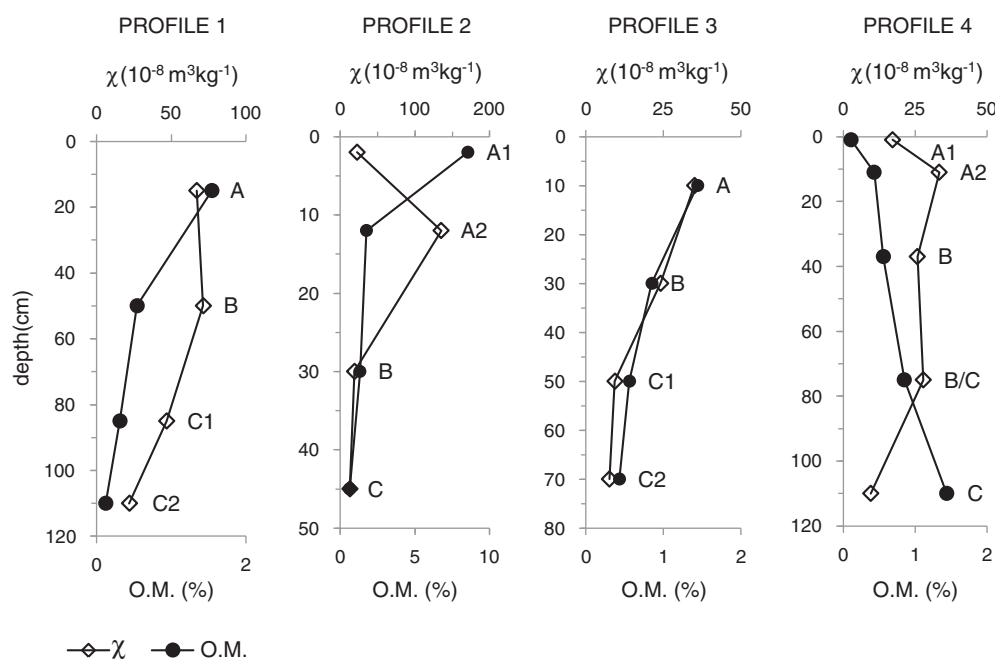 PROFILE 1 PROFILE 2 PROFILE 3 PROFILE 4
χ(10⁻⁸ m³kg⁻¹) χ(10⁻⁸ m³kg⁻¹) χ(10⁻⁸ m³kg⁻¹) χ(10⁻⁸ m³kg⁻¹)
0 50 100 0 100 200 0 25 50 0 25 50
depth(cm)
0
20
40
60
80
100
120
A
B
C1
C2
0 1 2
O.M. (%)
0
10
20
30
40
50
A1
A2
B
C
0 5 10
O.M. (%)
0
10
20
30
40
50
60
70
80
A
B
C1
C2
0 1 2
O.M. (%)
0
20
40
60
80
100
120
A1
A2
B
B/C
C
0 1 2
O.M. (%)
χ O.M.